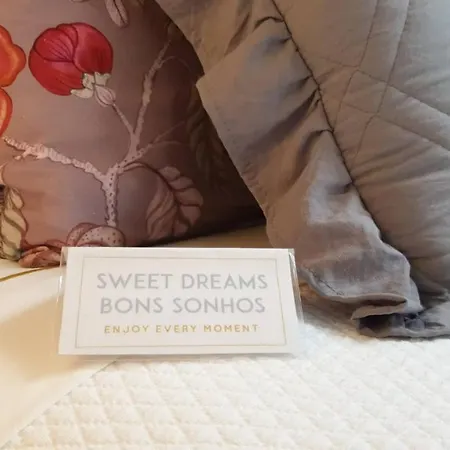 SWEET DREAMS
BONS SONHOS
ENJOY EVERY MOMENT